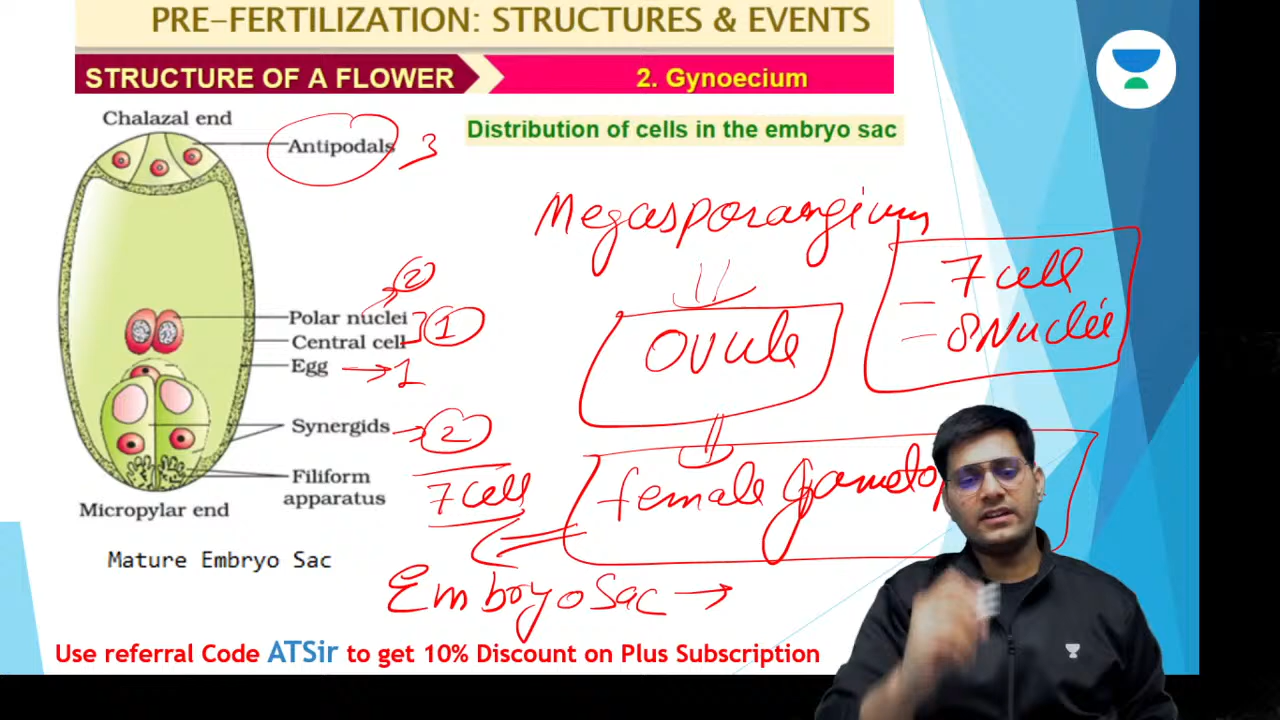 PRE-FERTILIZATION: STRUCTURES & EVENTS
STRUCTURE OF A FLOWER
2. Gynoecium
Chalazal end
Antipodals 3
Distribution of cells in the embryo sac
Megasporangium
7 cell
8 Nuclei
2
Polar nuclei
Central cell
1
Ovule
Egg → 1
Synergids → 2
Filiform
apparatus
7 cell
female
Micropylar end
Mature Embryo Sac
Embryo Sac →
Use referral Code ATSir to get 10% Discount on Plus Subscription